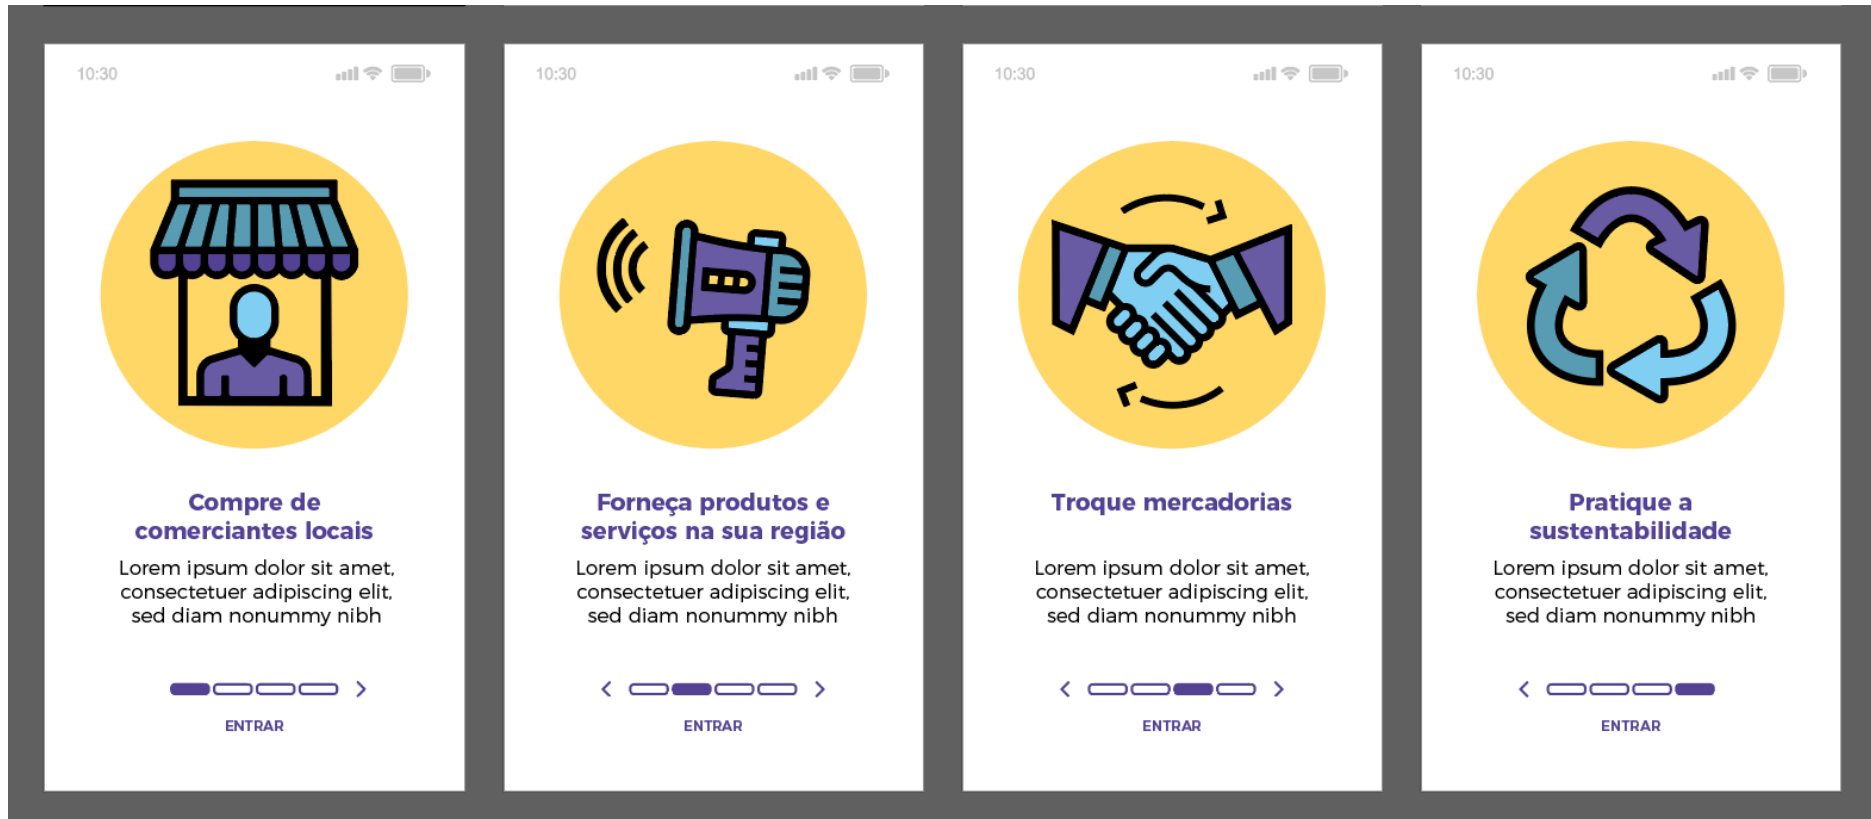 10:30
Compre de
comerciantes locais
Lorem ipsum dolor sit amet,
consectetuer adipiscing elit,
sed diam nonummy nibh
ENTRAR
10:30
Forneça produtos e
serviços na sua região
Lorem ipsum dolor sit amet,
consectetuer adipiscing elit,
sed diam nonummy nibh
ENTRAR
10:30
Troque mercadorias
Lorem ipsum dolor sit amet,
consectetuer adipiscing elit,
sed diam nonummy nibh
ENTRAR
10:30
Pratique a
sustentabilidade
Lorem ipsum dolor sit amet,
consectetuer adipiscing elit,
sed diam nonummy nibh
ENTRAR